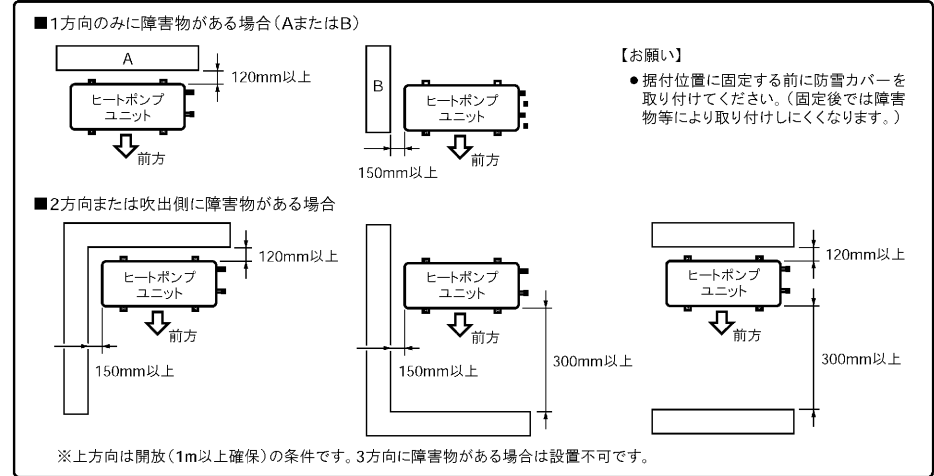 ■1方向のみに障害物がある場合（AまたはB）
A
120mm以上
ヒートポンプ
ユニット
前方
B
ヒートポンプ
ユニット
前方
150mm以上
【お願い】
●据付位置に固定する前に防雪カバーを
取り付けてください。（固定後では障害
物等により取り付けしにくくなります。）
■2方向または吹出側に障害物がある場合
120mm以上
ヒートポンプ
ユニット
前方
150mm以上
ヒートポンプ
ユニット
前方
150mm以上
300mm以上
120mm以上
ヒートポンプ
ユニット
前方
300mm以上
※上方向は開放（1m以上確保）の条件です。3方向に障害物がある場合は設置不可です。